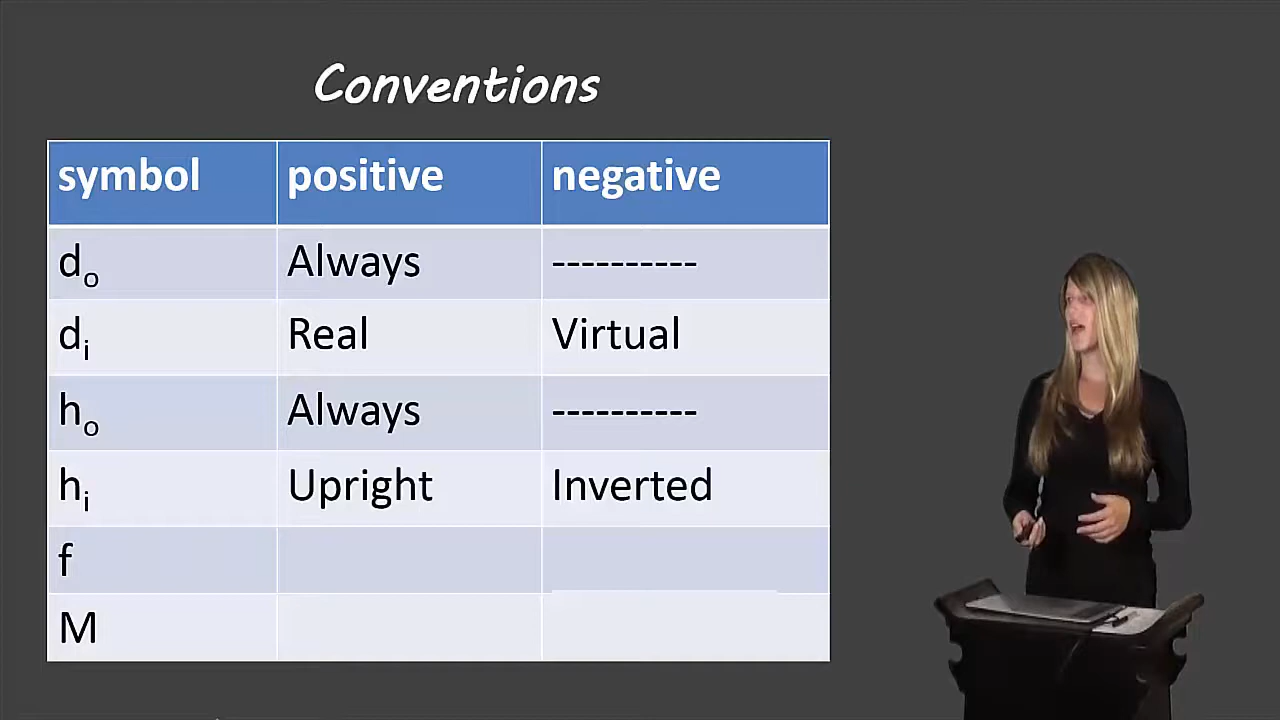 Conventions
symbol positive negative
do Always ----------
di Real Virtual
ho Always ----------
hi Upright Inverted
f
M